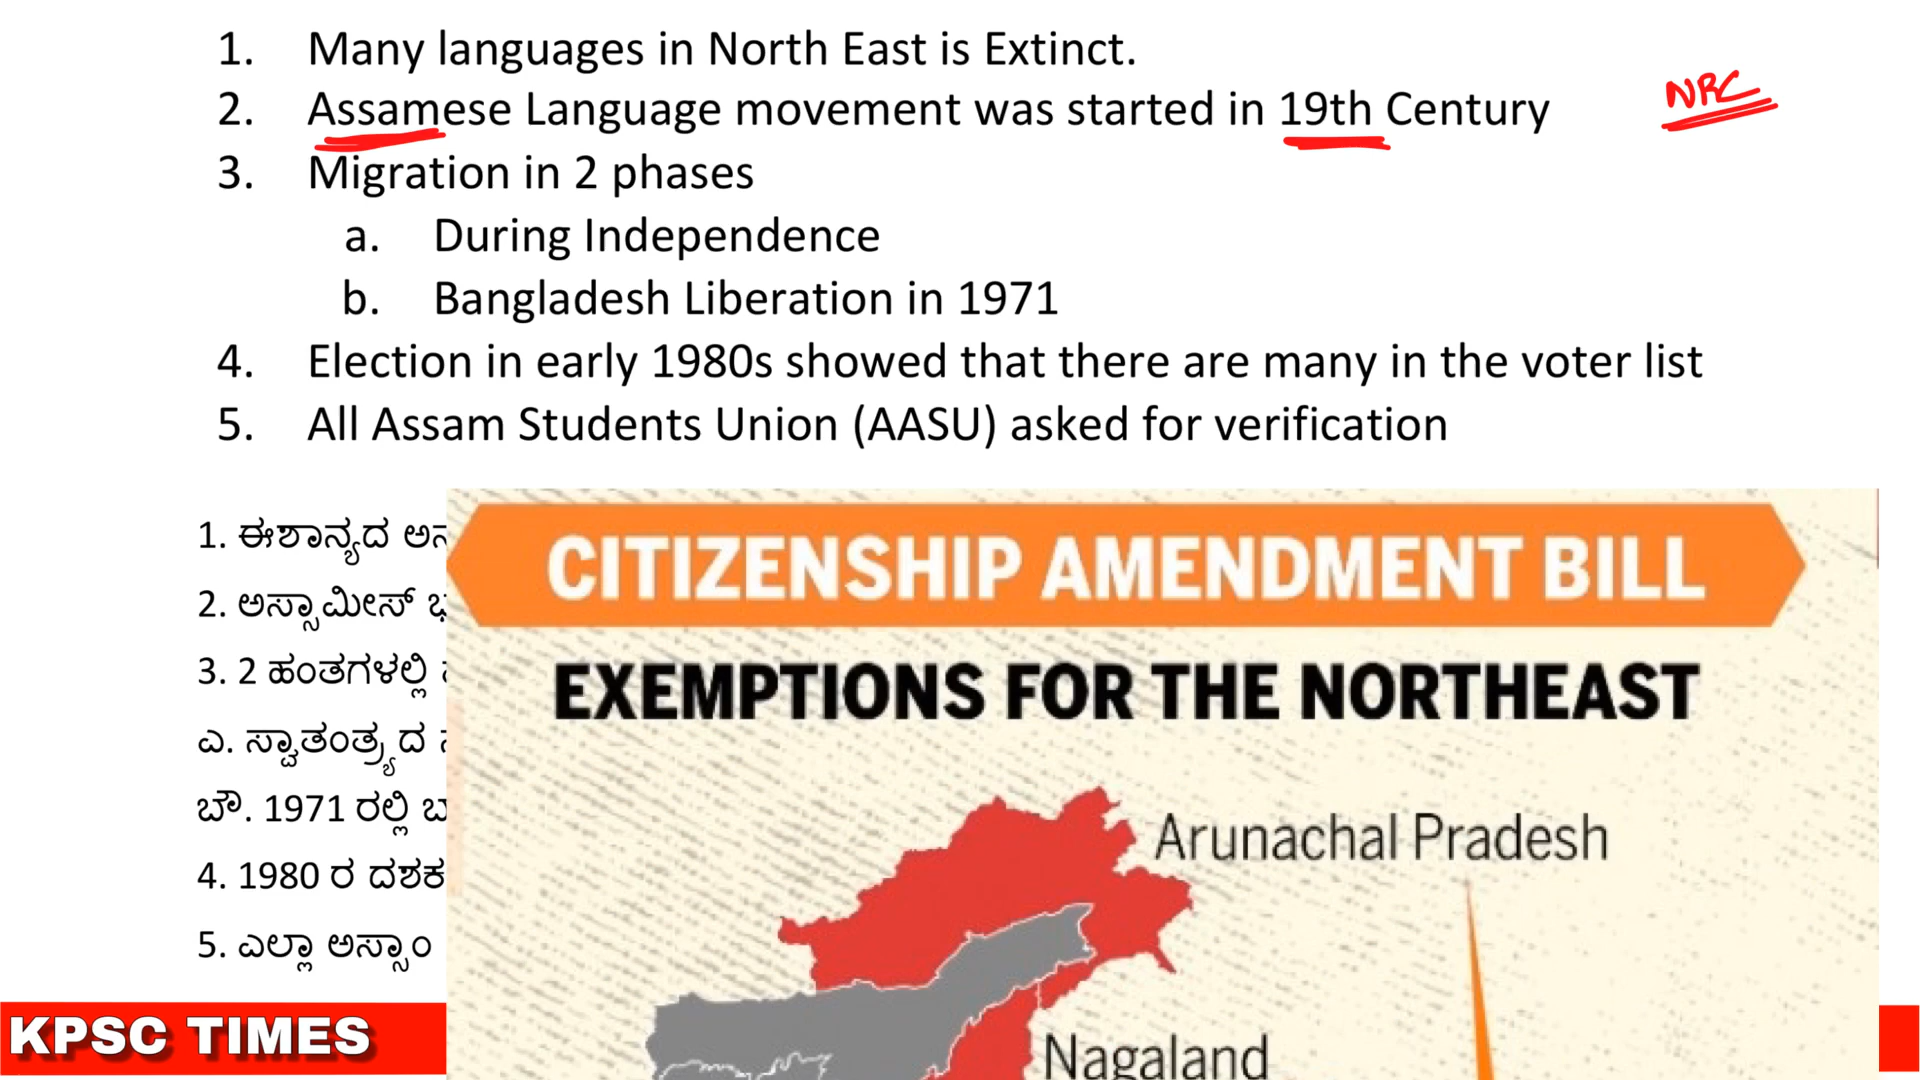 1. Many languages in North East is Extinct.
2. Assamese Language movement was started in 19th Century
NRC
3. Migration in 2 phases
a. During Independence
b. Bangladesh Liberation in 1971
4. Election in early 1980s showed that there are many in the voter list
5. All Assam Students Union (AASU) asked for verification
1. ಈಶಾನ್ಯದ
2. ಅಸ್ಸಾಮೀಸ್
3. 2 ಹಂತಗಳಲ್ಲಿ
ಎ. ಸ್ವಾತಂತ್ರ್ಯದ
ಬೌ. 1971 ರಲ್ಲಿ
4. 1980 ರ ದಶಕ
5. ಎಲ್ಲಾ ಅಸ್ಸಾಂ
CITIZENSHIP AMENDMENT BILL
EXEMPTIONS FOR THE NORTHEAST
Arunachal Pradesh
Nagaland
KPSC TIMES